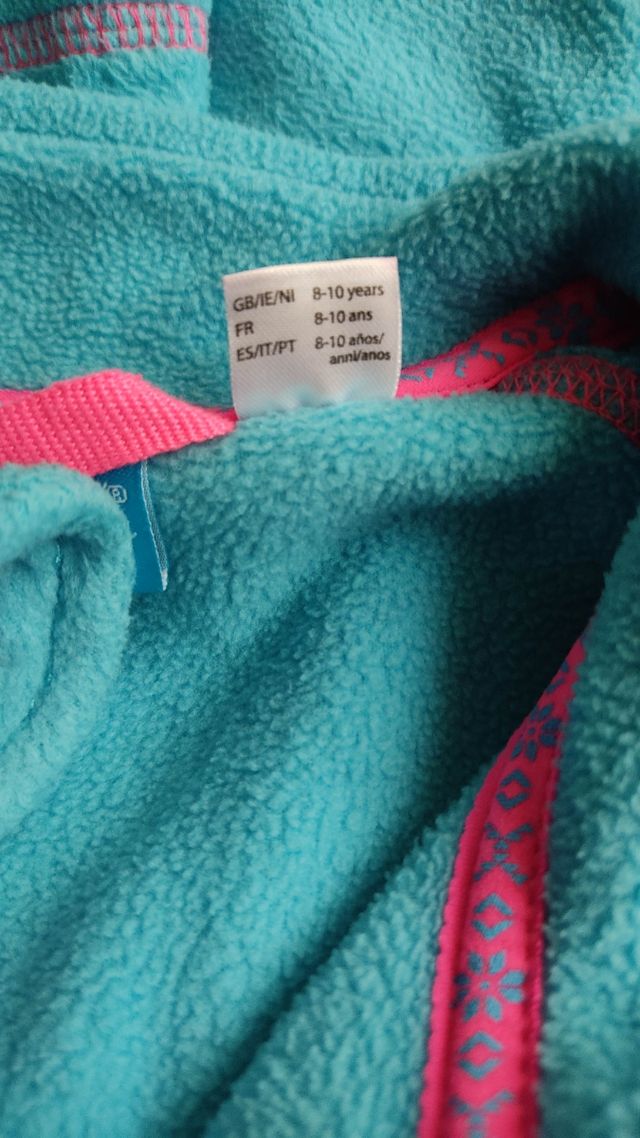 GB/IE/NI 8-10 years
FR 8-10 ans
ES/IT/PT 8-10 años/
anni/anos